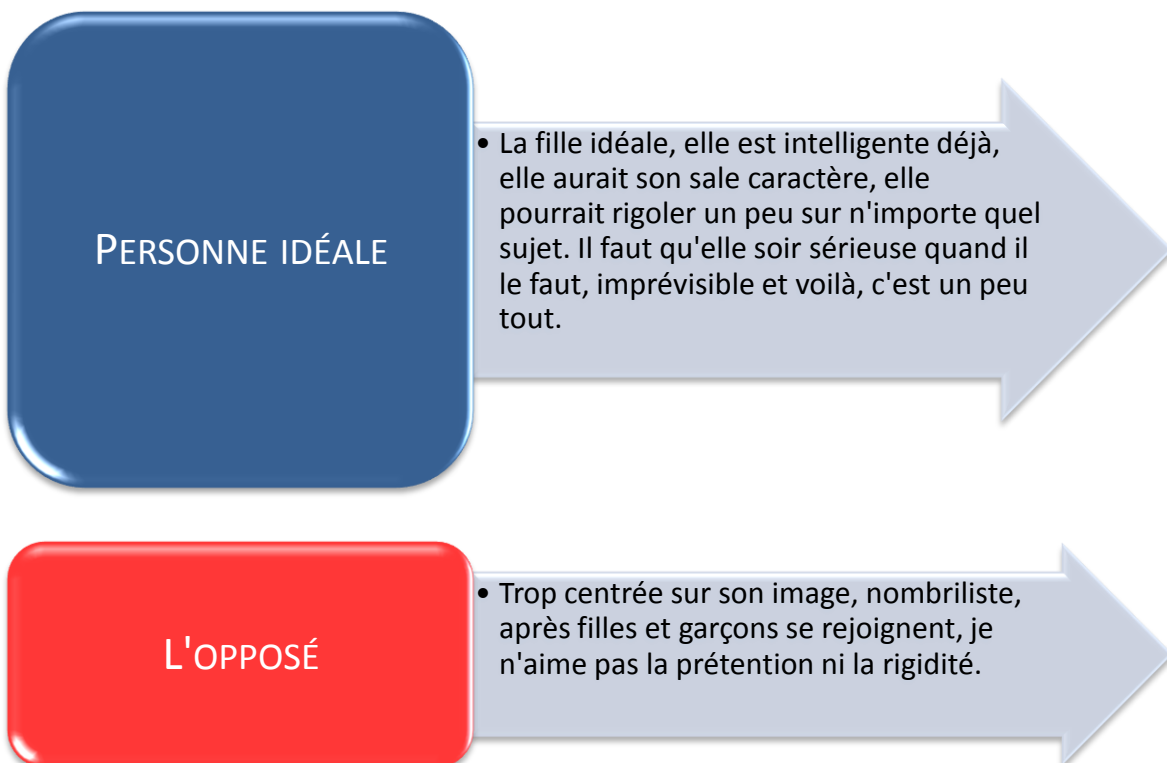 PERSONNE IDÉALE
• La fille idéale, elle est intelligente déjà,
elle aurait son sale caractère, elle
pourrait rigoler un peu sur n'importe quel
sujet. Il faut qu'elle soir sérieuse quand il
le faut, imprévisible et voilà, c'est un peu
tout.
L'OPPOSÉ
• Trop centrée sur son image, nombriliste,
après filles et garçons se rejoignent, je
n'aime pas la prétention ni la rigidité.